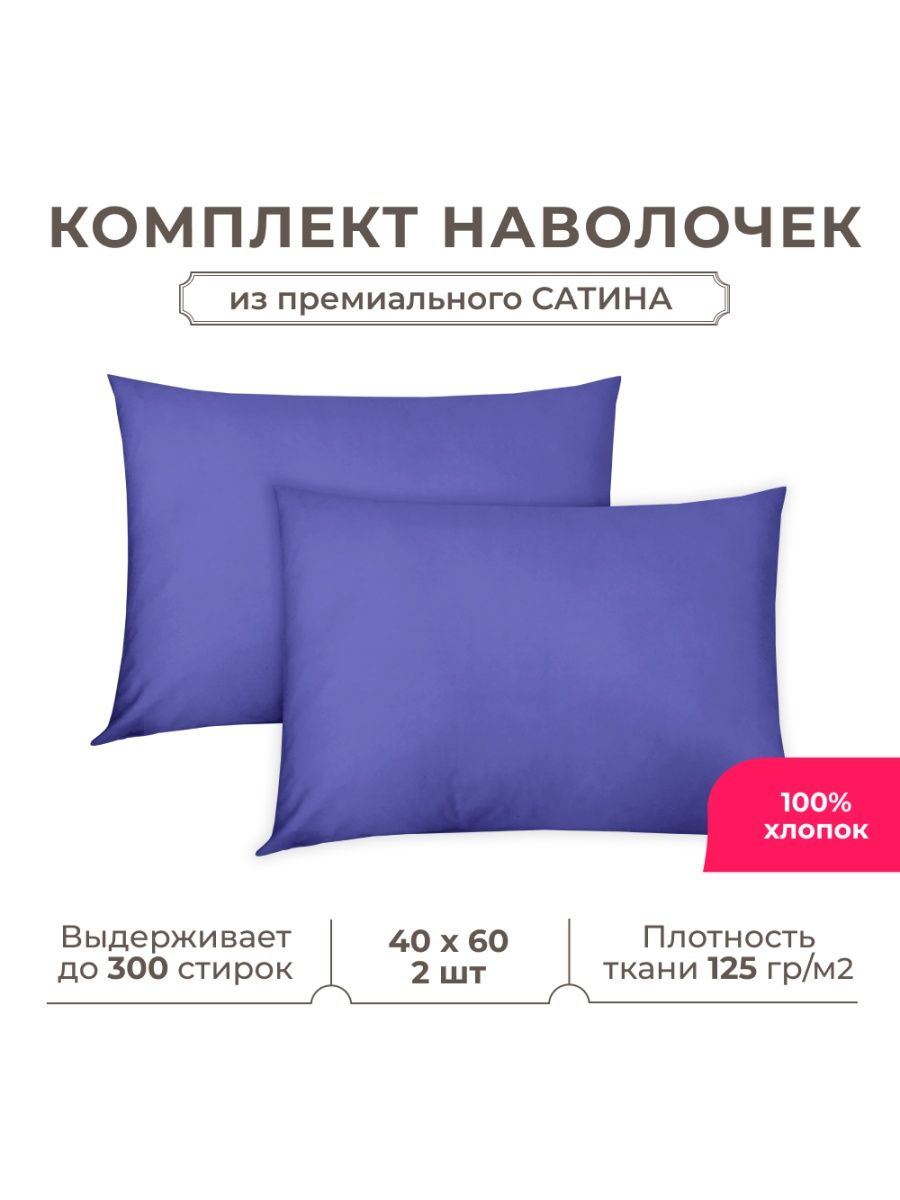 КОМПЛЕКТ НАВОЛОЧЕК
из премиального САТИНА
100%
хлопок
Выдерживает
до 300 стирок
40 х 60
2 шт
Плотность
ткани 125 гр/м2